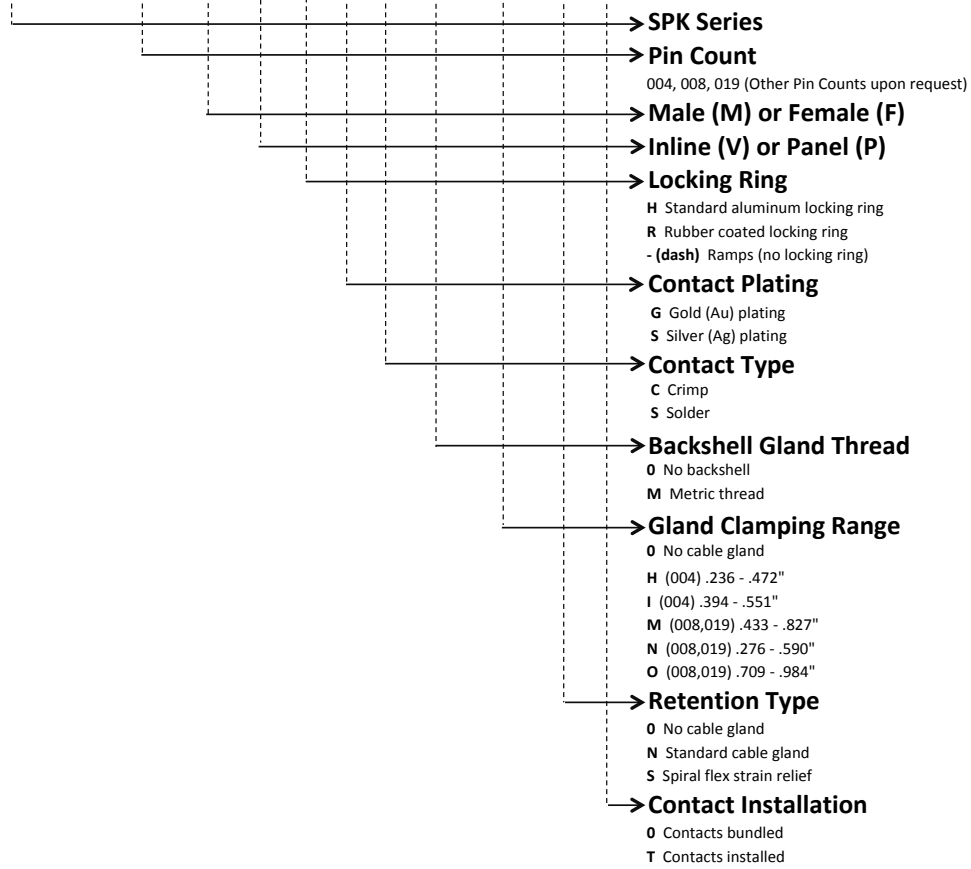 SPK Series
Pin Count
004, 008, 019 (Other Pin Counts upon request)
Male (M) or Female (F)
Inline (V) or Panel (P)
Locking Ring
H Standard aluminum locking ring
R Rubber coated locking ring
- (dash) Ramps (no locking ring)
Contact Plating
G Gold (Au) plating
S Silver (Ag) plating
Contact Type
C Crimp
S Solder
Backshell Gland Thread
0 No backshell
M Metric thread
Gland Clamping Range
0 No cable gland
H (004) .236 - .472"
I (004) .394 - .551"
M (008,019) .433 - .827"
N (008,019) .276 - .590"
O (008,019) .709 - .984"
Retention Type
0 No cable gland
N Standard cable gland
S Spiral flex strain relief
Contact Installation
0 Contacts bundled
T Contacts installed